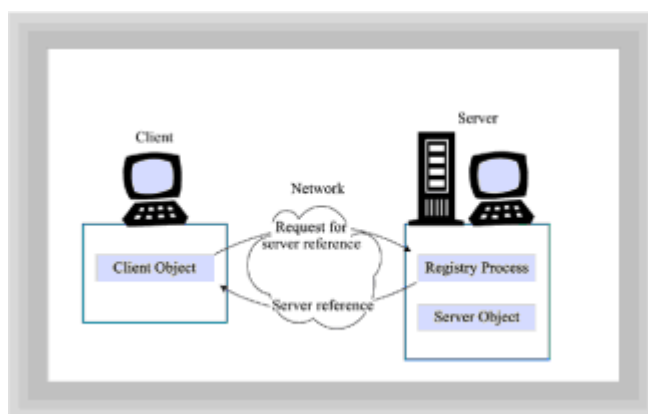 Client
Server
Network
Request for
server reference
Client Object
Registry Process
Server reference
Server Object